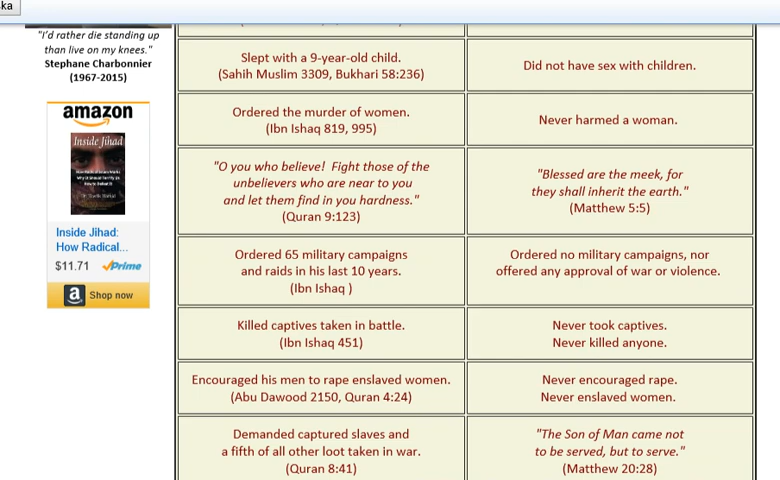 ska
"I'd rather die standing up
than live on my knees."
Stephane Charbonnier
(1967-2015)
amazon
Inside Jihad
Inside Jihad:
How Radical...
$11.71 Prime
a Shop now
Slept with a 9-year-old child.
(Sahih Muslim 3309, Bukhari 58:236)
Did not have sex with children.
Ordered the murder of women.
(Ibn Ishaq 819, 995)
Never harmed a woman.
"O you who believe!  Fight those of the
unbelievers who are near to you
and let them find in you hardness."
(Quran 9:123)
"Blessed are the meek, for
they shall inherit the earth."
(Matthew 5:5)
Ordered 65 military campaigns
and raids in his last 10 years.
(Ibn Ishaq )
Ordered no military campaigns, nor
offered any approval of war or violence.
Killed captives taken in battle.
(Ibn Ishaq 451)
Never took captives.
Never killed anyone.
Encouraged his men to rape enslaved women.
(Abu Dawood 2150, Quran 4:24)
Never encouraged rape.
Never enslaved women.
Demanded captured slaves and
a fifth of all other loot taken in war.
(Quran 8:41)
"The Son of Man came not
to be served, but to serve."
(Matthew 20:28)